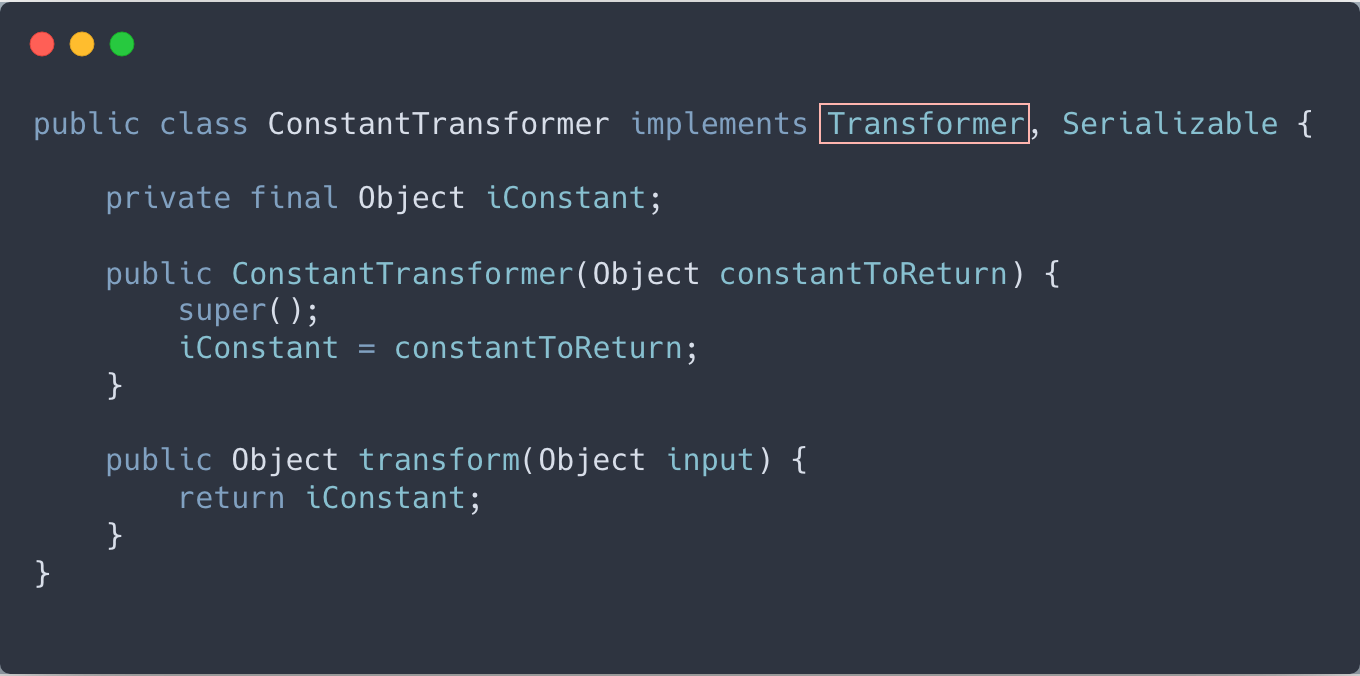 public class ConstantTransformer implements Transformer, Serializable {
    private final Object iConstant;
    public ConstantTransformer(Object constantToReturn) {
        super();
        iConstant = constantToReturn;
    }
    public Object transform(Object input) {
        return iConstant;
    }
}